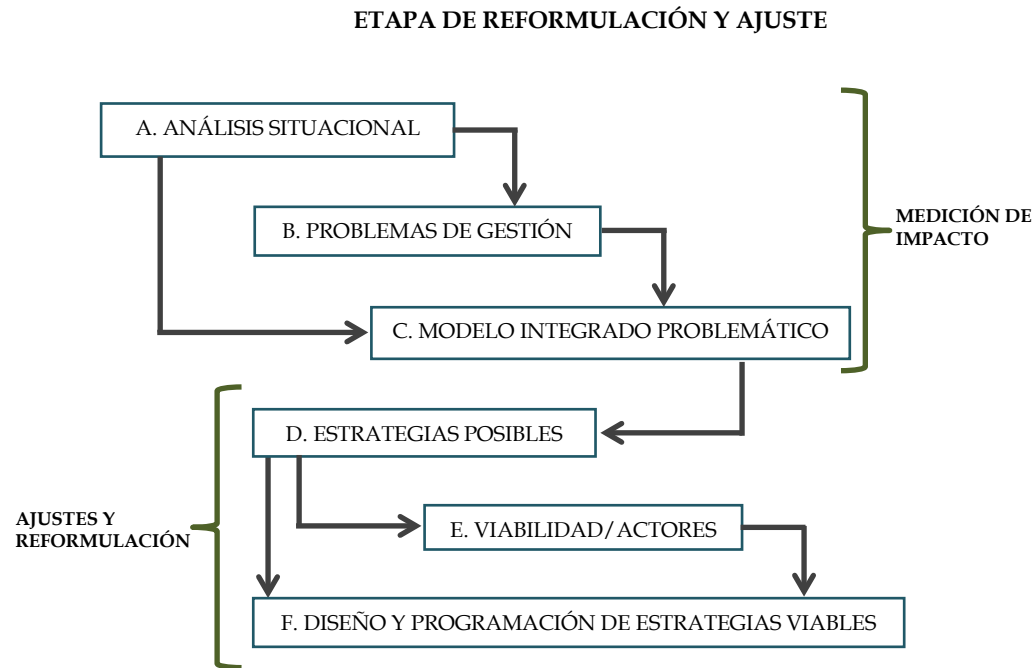 ETAPA DE REFORMULACIÓN Y AJUSTE
A. ANÁLISIS SITUACIONAL
B. PROBLEMAS DE GESTIÓN
MEDICIÓN DE
IMPACTO
C. MODELO INTEGRADO PROBLEMÁTICO
D. ESTRATEGIAS POSIBLES
AJUSTES Y
REFORMULACIÓN
E. VIABILIDAD/ACTORES
F. DISEÑO Y PROGRAMACIÓN DE ESTRATEGIAS VIABLES